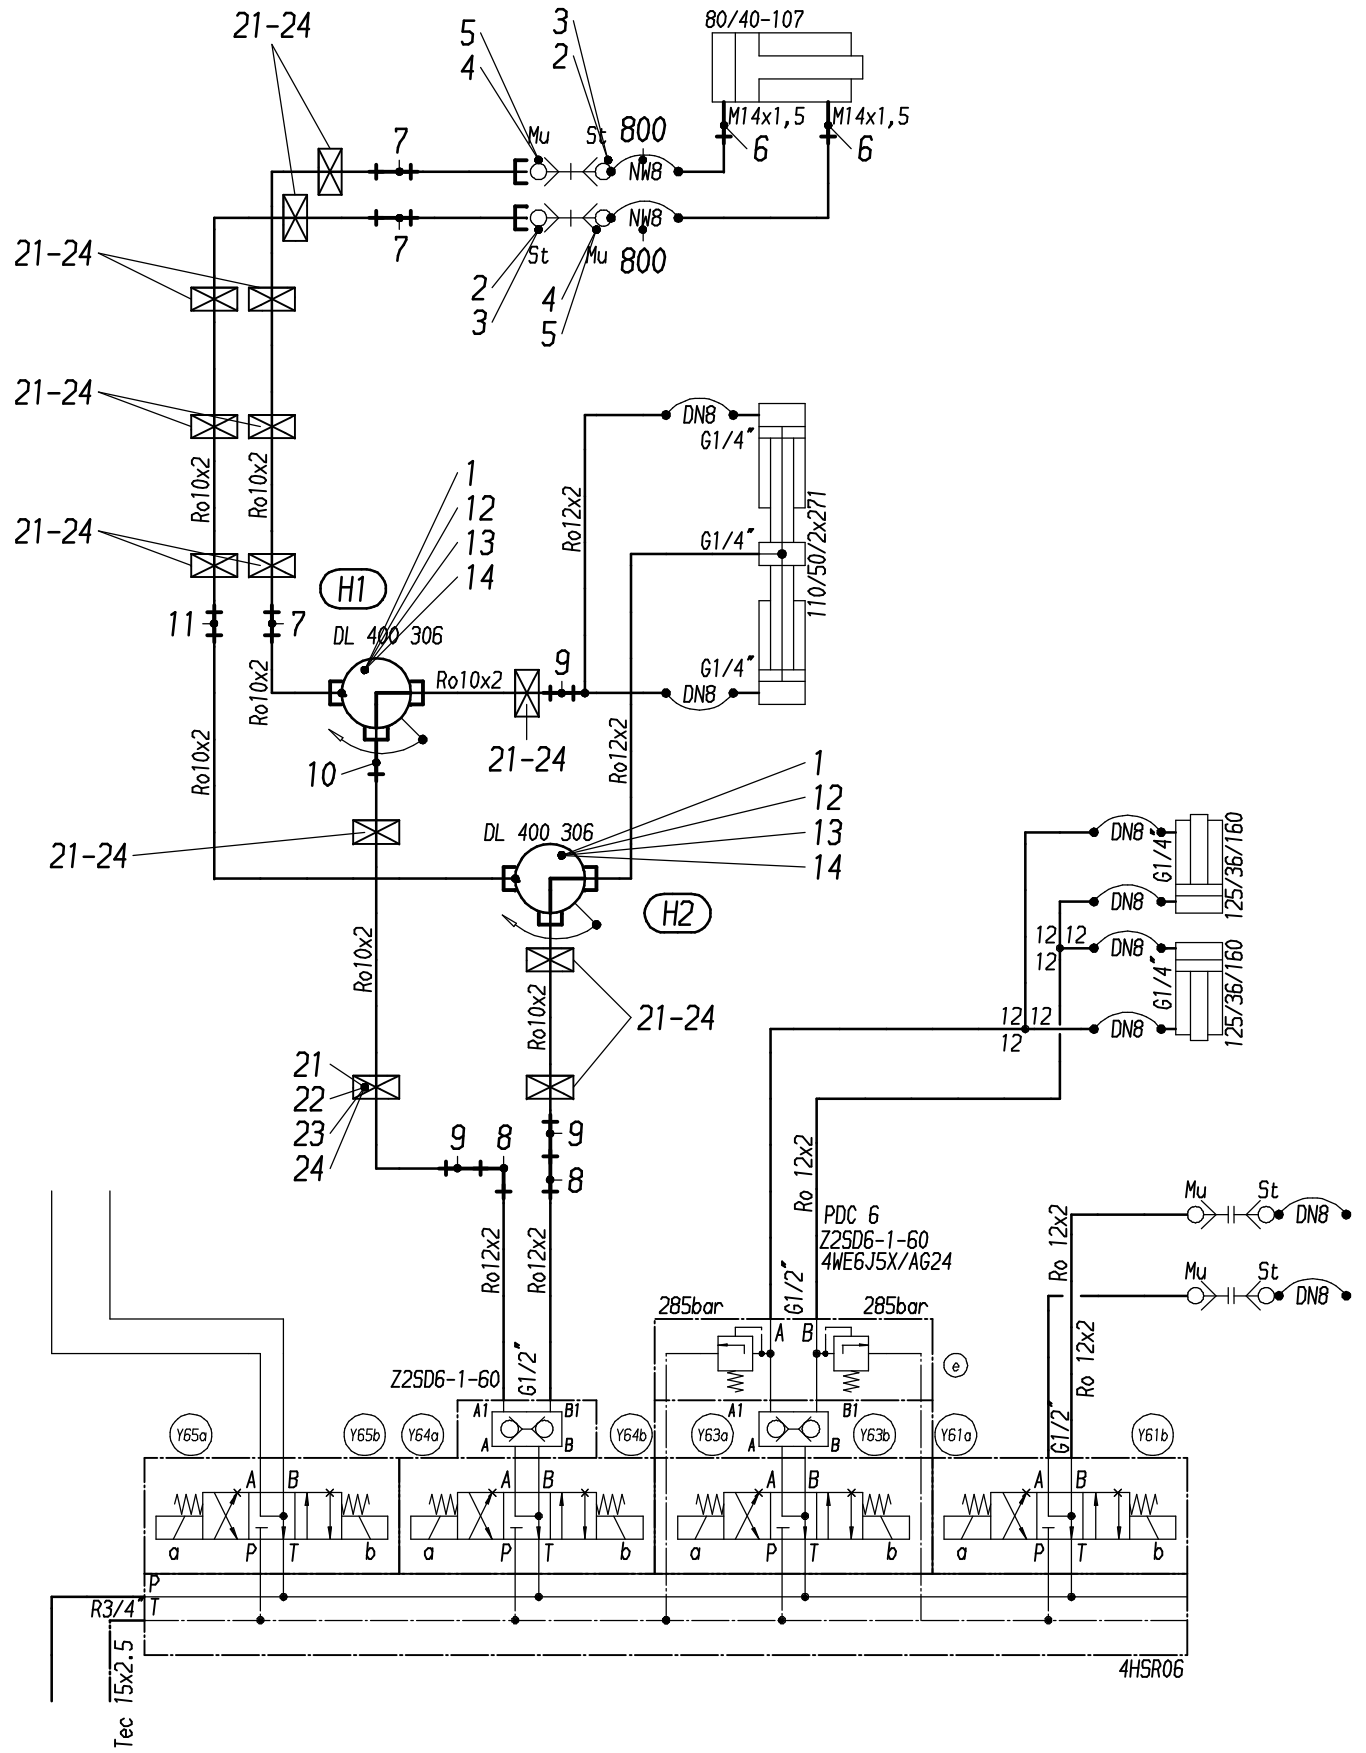 21-24
5
4
3
2
80/40-107
M14x1,5
M14x1,5
6
6
7
Mu
St
800
NW8
NW8
7
St
Mu
800
2
3
4
5
21-24
21-24
21-24
Ro10x2
Ro10x2
1
12
13
14
H1
DL 400 306
11
7
Ro10x2
Ro10x2
Ro10x2
9
21-24
10
21-24
DN8
G1/4"
Ro12x2
G1/4"
110/50/2x271
G1/4"
DN8
Ro12x2
1
12
13
14
DL 400 306
H2
Ro10x2
Ro10x2
21-24
21
22
23
24
9
8
9
8
Ro12x2
Ro12x2
DN8
G1/4"
125/36/160
DN8
12
12
12
DN8
G1/4"
125/36/160
12
12
12
DN8
Ro 12x2
PDC 6
Z2SD6-1-60
4WE6J5X/AG24
G1/2"
285bar
285bar
A
B
e
Mu
St
DN8
Ro 12x2
Mu
St
DN8
Ro 12x2
G1/2"
Z2SD6-1-60
G1/2"
A1
B1
A
B
A1
B1
A
B
Y65a
Y65b
Y64a
Y64b
Y63a
Y63b
Y61a
Y61b
A
B
A
B
A
B
A
B
a
P
T
b
a
P
T
b
a
P
T
b
a
P
T
b
P
R3/4"
T
Tec 15x2.5
4HSR06